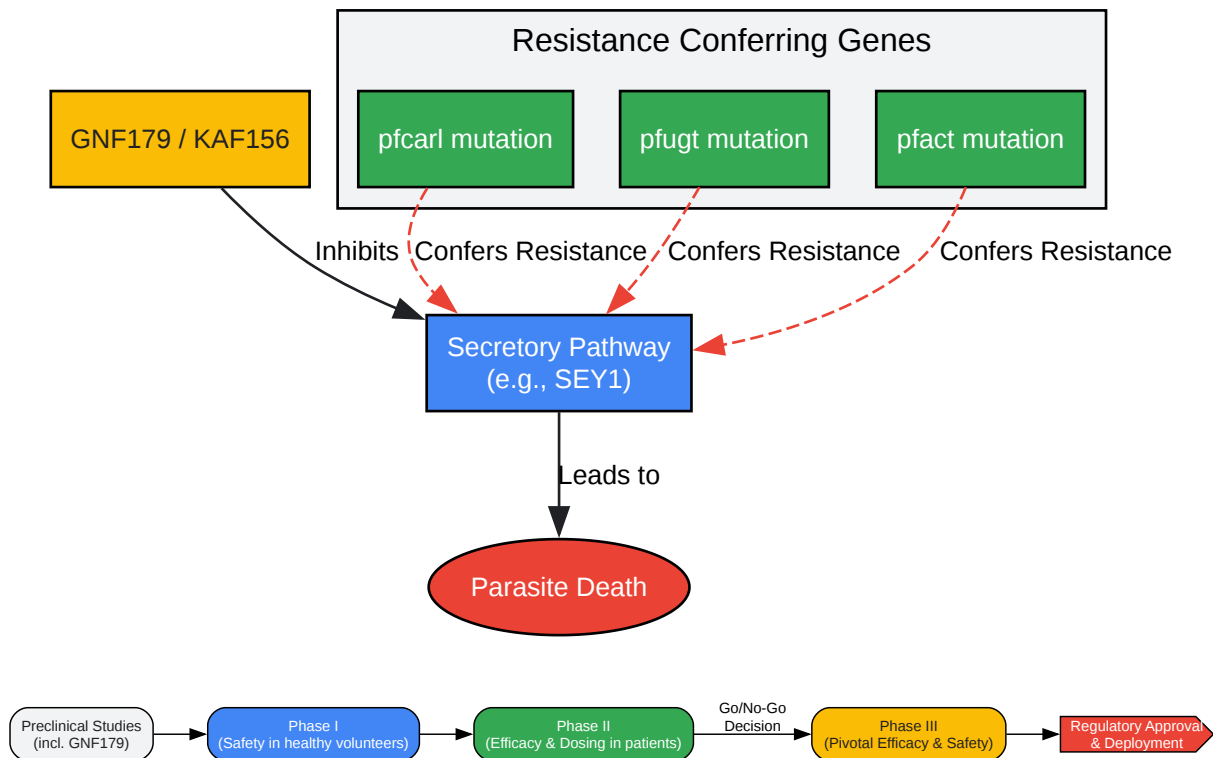 Resistance Conferring Genes
GNF179 / KAF156
pfcarl mutation
pfugt mutation
pfact mutation
Inhibits
Confers Resistance
Confers Resistance
Confers Resistance
Secretory Pathway
(e.g., SEY1)
Leads to
Parasite Death
Preclinical Studies
(incl. GNF179)
Phase I
(Safety in healthy volunteers)
Phase II
(Efficacy & Dosing in patients)
Go/No-Go
Decision
Phase III
(Pivotal Efficacy & Safety)
Regulatory Approval
& Deployment